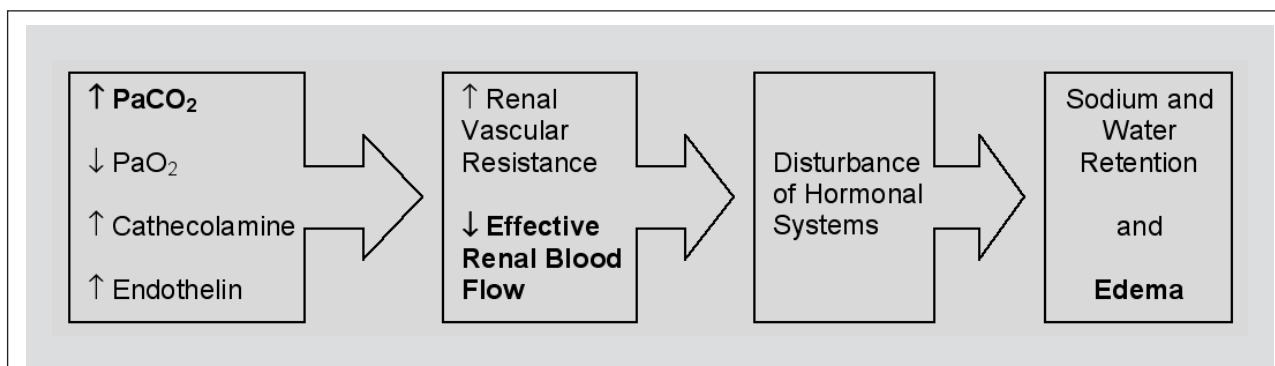 ↑ PaCO₂
↓ PaO₂
↑ Cathecolamine
↑ Endothelin
↑ Renal
Vascular
Resistance
↓ Effective
Renal Blood
Flow
Disturbance
of Hormonal
Systems
Sodium and
Water
Retention
and
Edema